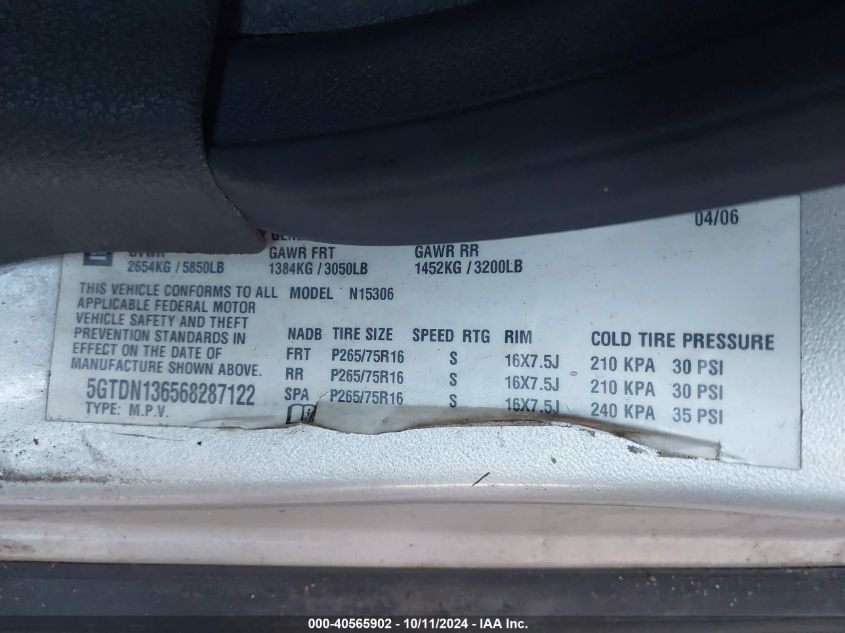 04/06
GM
GVWR GAWR FRT GAWR RR
2654KG / 5850LB 1384KG / 3050LB 1452KG / 3200LB
THIS VEHICLE CONFORMS TO ALL MODEL N15306
APPLICABLE FEDERAL MOTOR
VEHICLE SAFETY AND THEFT
PREVENTION STANDARDS IN
EFFECT ON THE DATE OF
MANUFACTURE SHOWN ABOVE.
5GTDN136568287122
TYPE: M.P.V.
NADB TIRE SIZE SPEED RTG RIM COLD TIRE PRESSURE
FRT P265/75R16 S 16X7.5J 210 KPA 30 PSI
RR P265/75R16 S 16X7.5J 210 KPA 30 PSI
SPA P265/75R16 S 16X7.5J 240 KPA 35 PSI
000-40565902 - 10/11/2024 - IAA Inc.